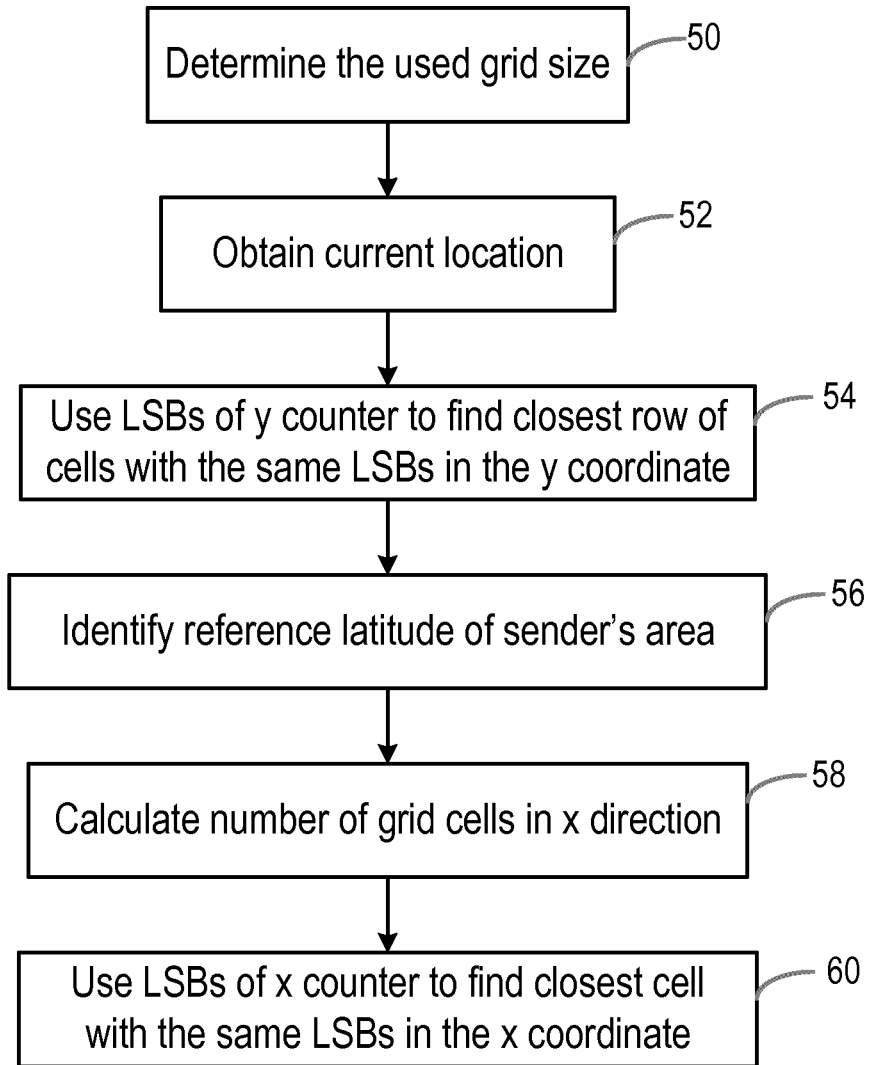 Determine the used grid size
50
Obtain current location
52
Use LSBs of y counter to find closest row of
cells with the same LSBs in the y coordinate
54
Identify reference latitude of sender's area
56
Calculate number of grid cells in x direction
58
Use LSBs of x counter to find closest cell
with the same LSBs in the x coordinate
60